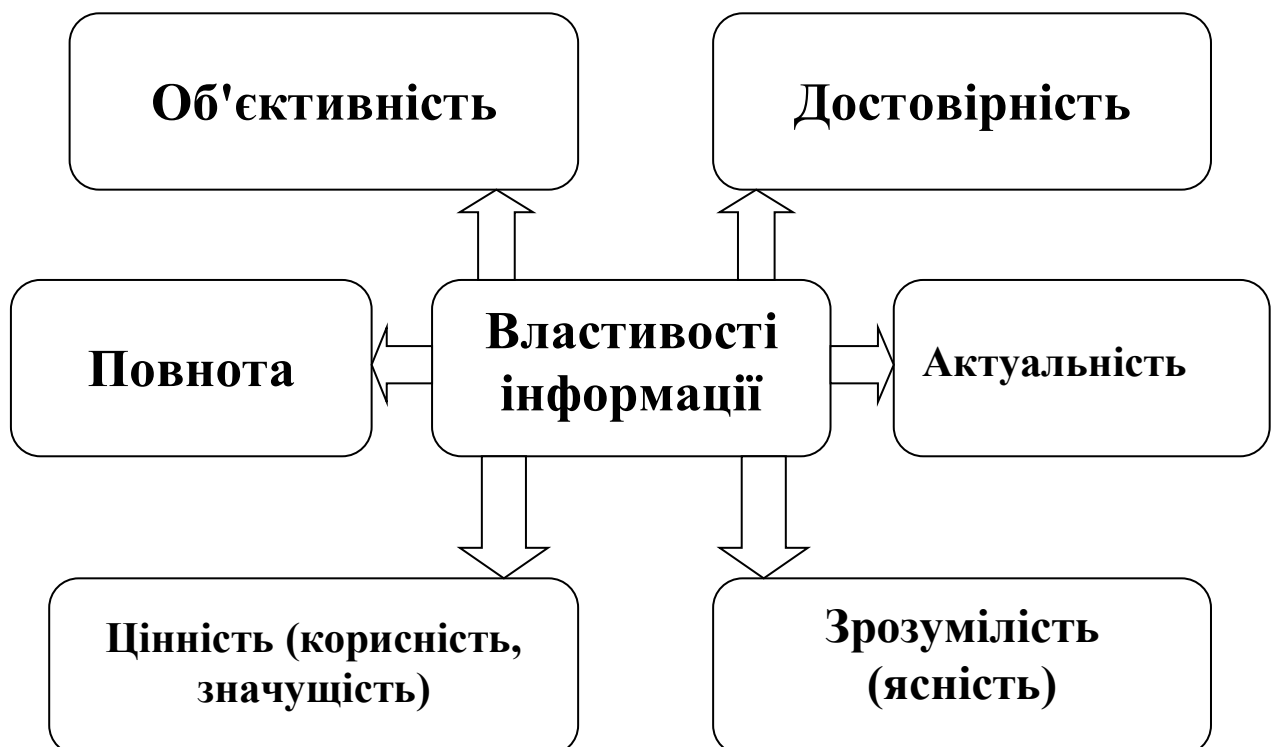 Об'єктивність
Достовірність
Повнота
Властивості
інформації
Актуальність
Цінність (корисність,
значущість)
Зрозумілість
(ясність)